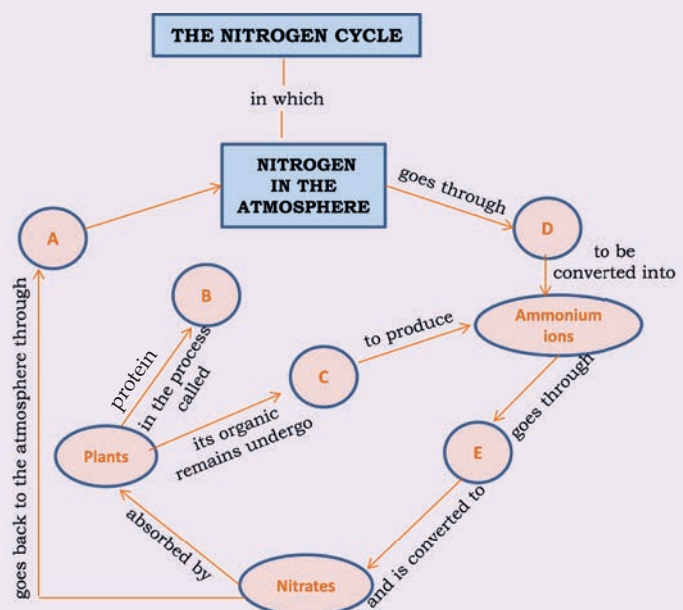 THE NITROGEN CYCLE
in which
NITROGEN
IN THE
ATMOSPHERE
goes through
D
to be
converted into
Ammonium
ions
A
B
protein
in the process
called
C
to produce
its organic
remains undergo
Plants
goes through
E
and is converted to
absorbed by
Nitrates
goes back to the atmosphere through